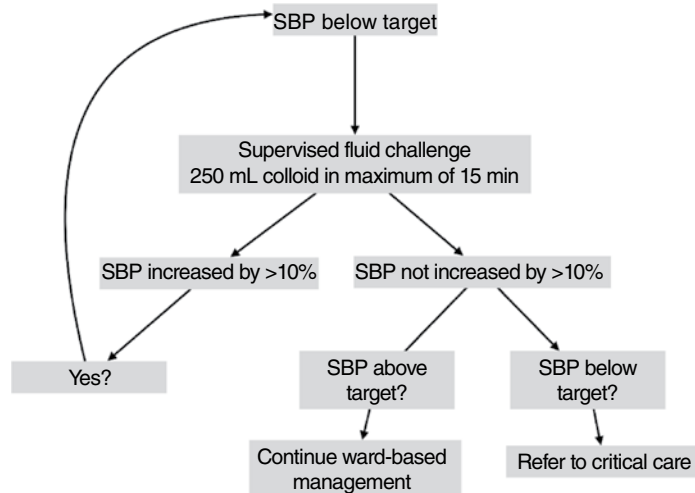 SBP below target
Supervised fluid challenge
250 mL colloid in maximum of 15 min
SBP increased by >10%
SBP not increased by >10%
Yes?
SBP above
target?
SBP below
target?
Continue ward-based
management
Refer to critical care